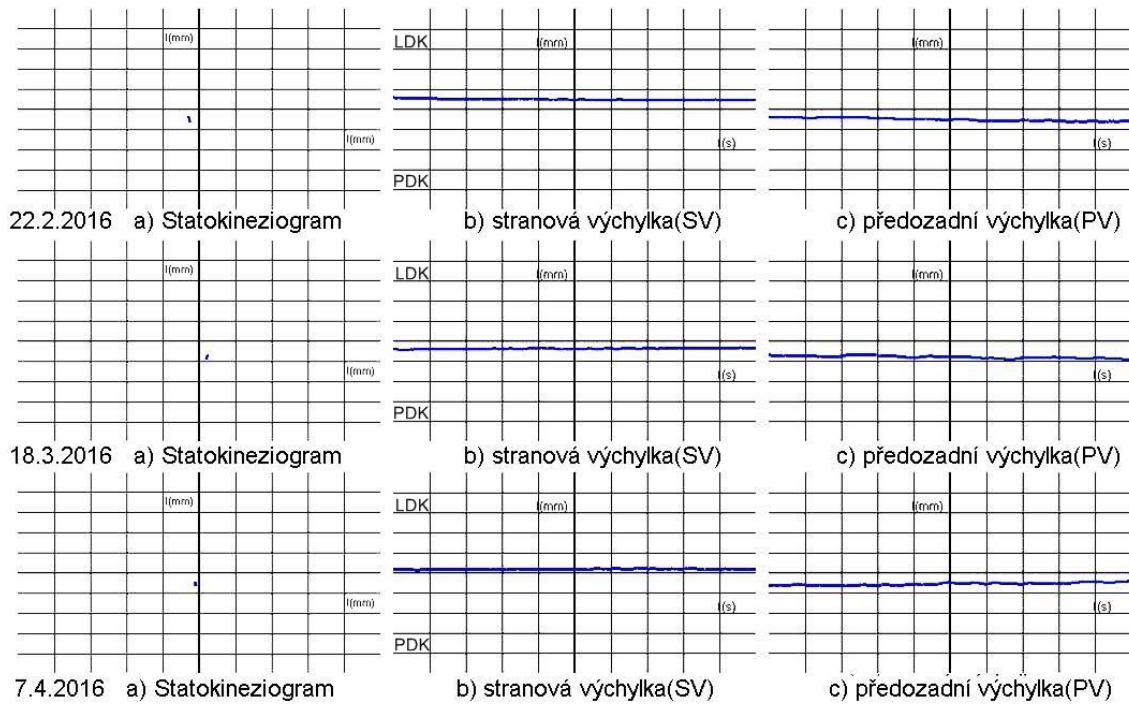 l(mm)
l(mm)
LDK
l(mm)
l(s)
PDK
l(mm)
l(s)
22.2.2016 a) Statokineziogram b) stranová výchylka(SV) c) předozadní výchylka(PV)
l(mm)
l(mm)
LDK
l(mm)
l(s)
PDK
l(mm)
l(s)
18.3.2016 a) Statokineziogram b) stranová výchylka(SV) c) předozadní výchylka(PV)
l(mm)
l(mm)
LDK
l(mm)
l(s)
PDK
l(mm)
l(s)
7.4.2016 a) Statokineziogram b) stranová výchylka(SV) c) předozadní výchylka(PV)